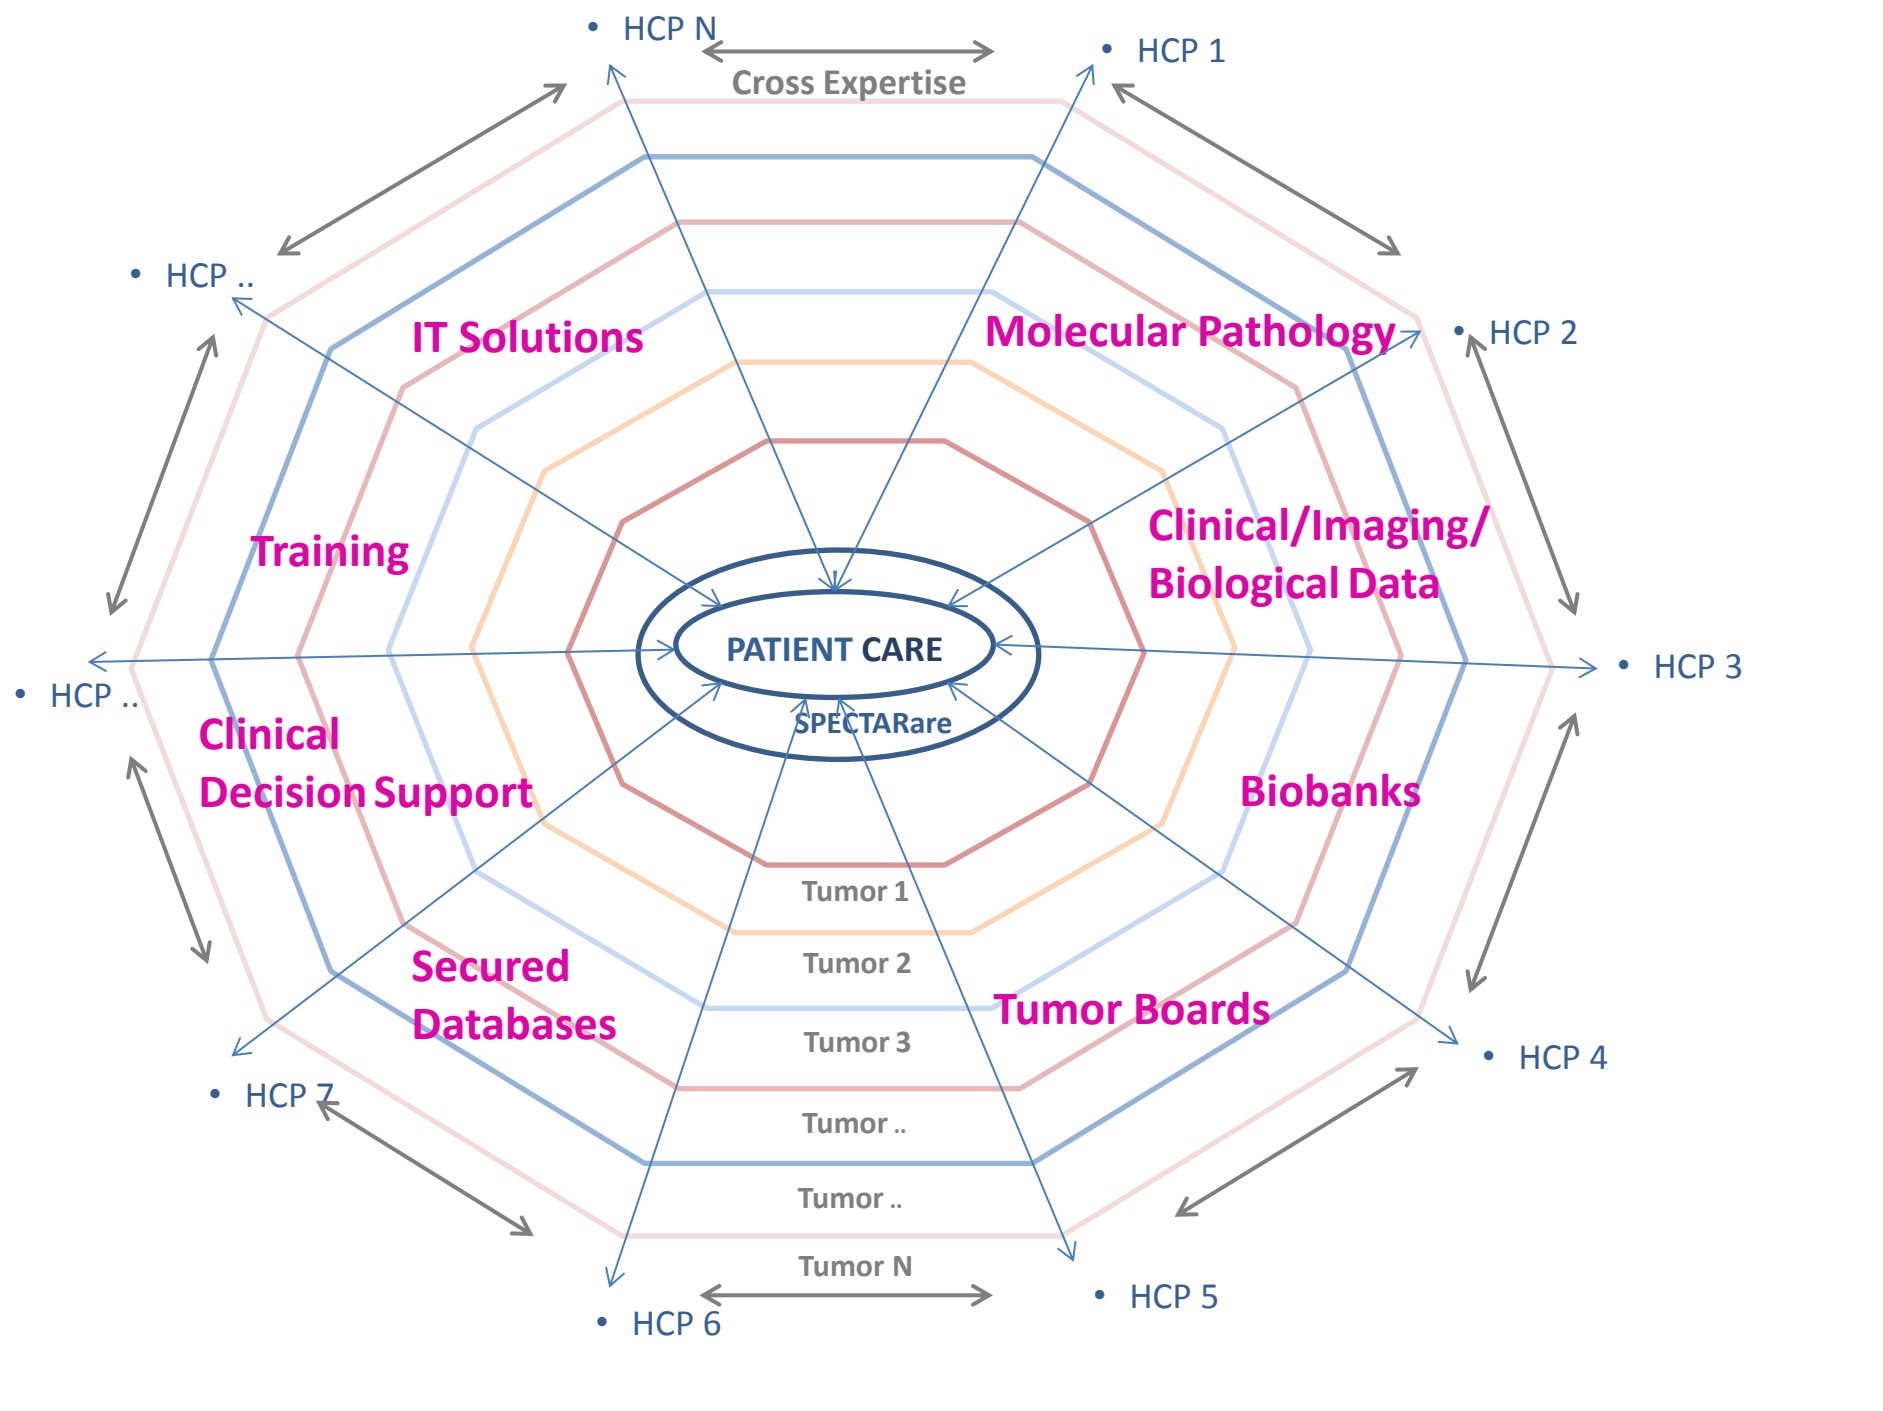 • HCP N
• HCP 1
Cross Expertise
• HCP ..
IT Solutions
Molecular Pathology
• HCP 2
Training
Clinical/Imaging/
Biological Data
PATIENT CARE
• HCP 3
• HCP ..
SPECTARare
Clinical
Decision Support
Biobanks
Tumor 1
Secured
Databases
Tumor 2
Tumor Boards
Tumor 3
• HCP 4
• HCP 7
Tumor ..
Tumor ..
Tumor N
• HCP 5
• HCP 6